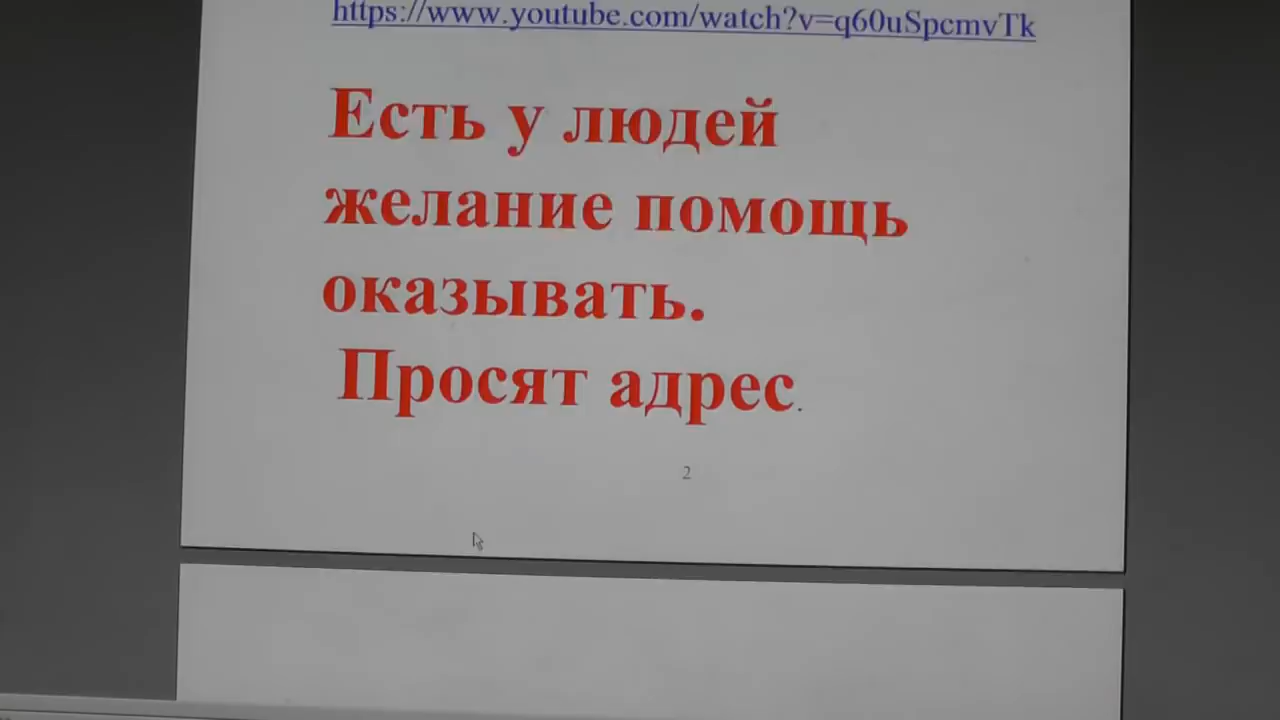 https://www.youtube.com/watch?v=q60uSpcmvTk
Есть у людей
желание помощь
оказывать.
Просят адрес.
2